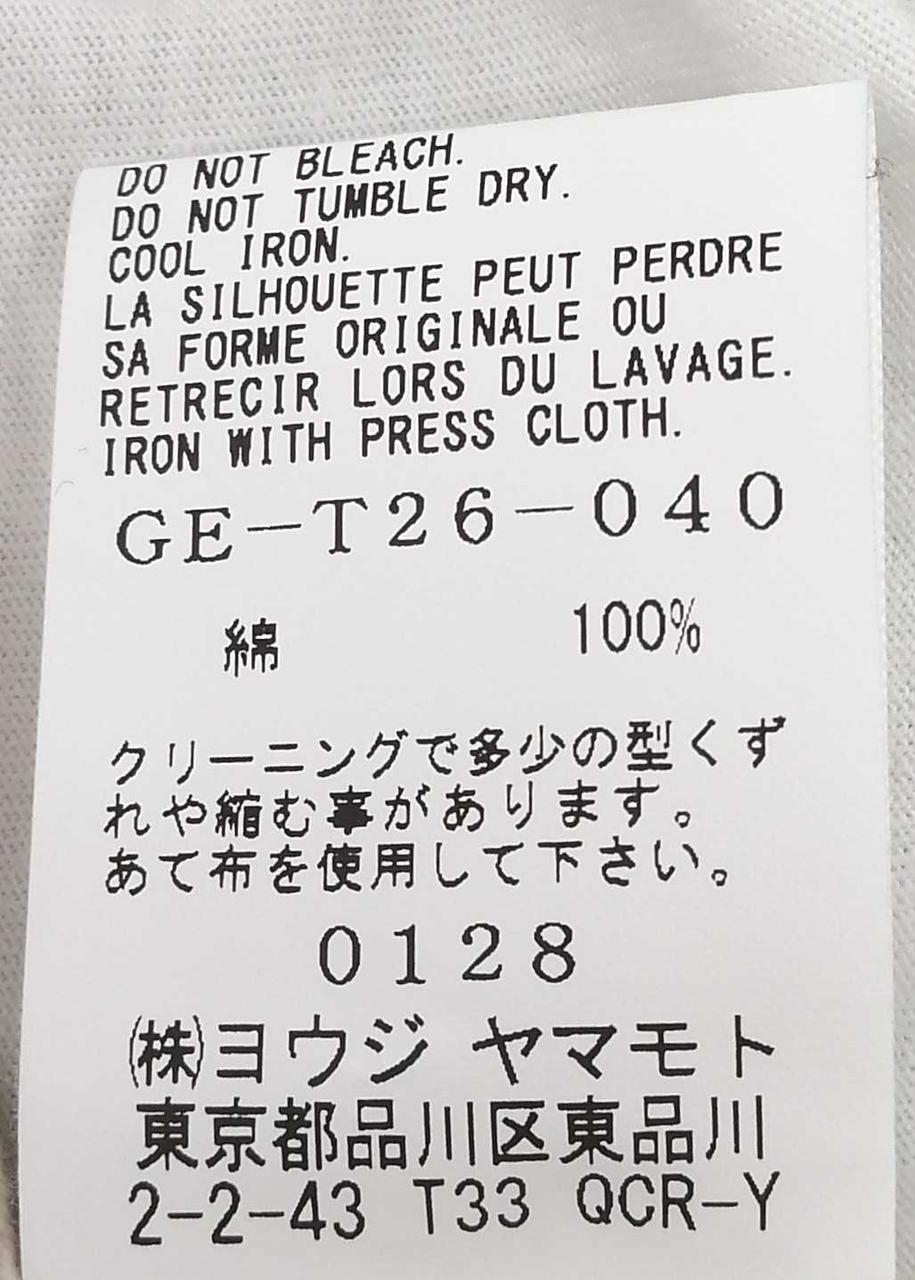 DO NOT BLEACH.
DO NOT TUMBLE DRY.
COOL IRON.
LA SILHOUETTE PEUT PERDRE
SA FORME ORIGINALE OU
RETRECIR LORS DU LAVAGE.
IRON WITH PRESS CLOTH.
GE-T26-040
綿 100%
クリーニングで多少の型くず
れや縮む事があります。
あて布を使用して下さい。
0128
㈱ヨウジ ヤマモト
東京都品川区東品川
2-2-43 T33 QCR-Y